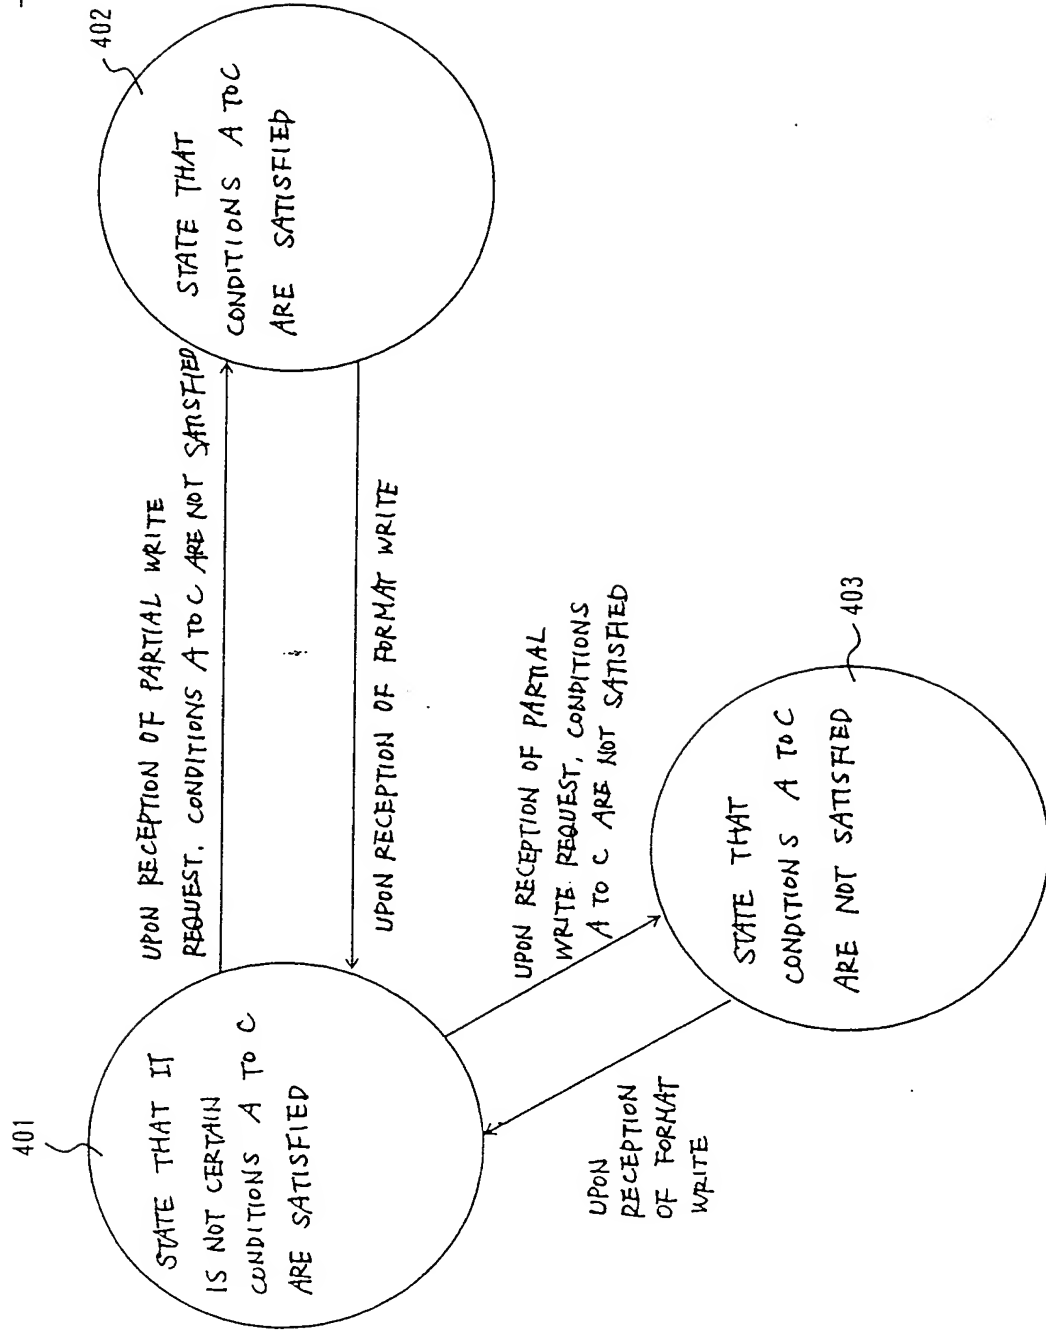 401
STATE THAT IT
IS NOT CERTAIN
CONDITIONS A TO C
ARE SATISFIED
UPON RECEPTION OF PARTIAL WRITE
REQUEST, CONDITIONS A TO C ARE NOT SATISFIED
402
STATE THAT
CONDITIONS A TO C
ARE SATISFIED
UPON RECEPTION OF FORMAT WRITE
UPON RECEPTION OF PARTIAL
WRITE REQUEST, CONDITIONS
A TO C ARE NOT SATISFIED
UPON
RECEPTION
OF FORMAT
WRITE
STATE THAT
CONDITIONS A TO C
ARE NOT SATISFIED
403